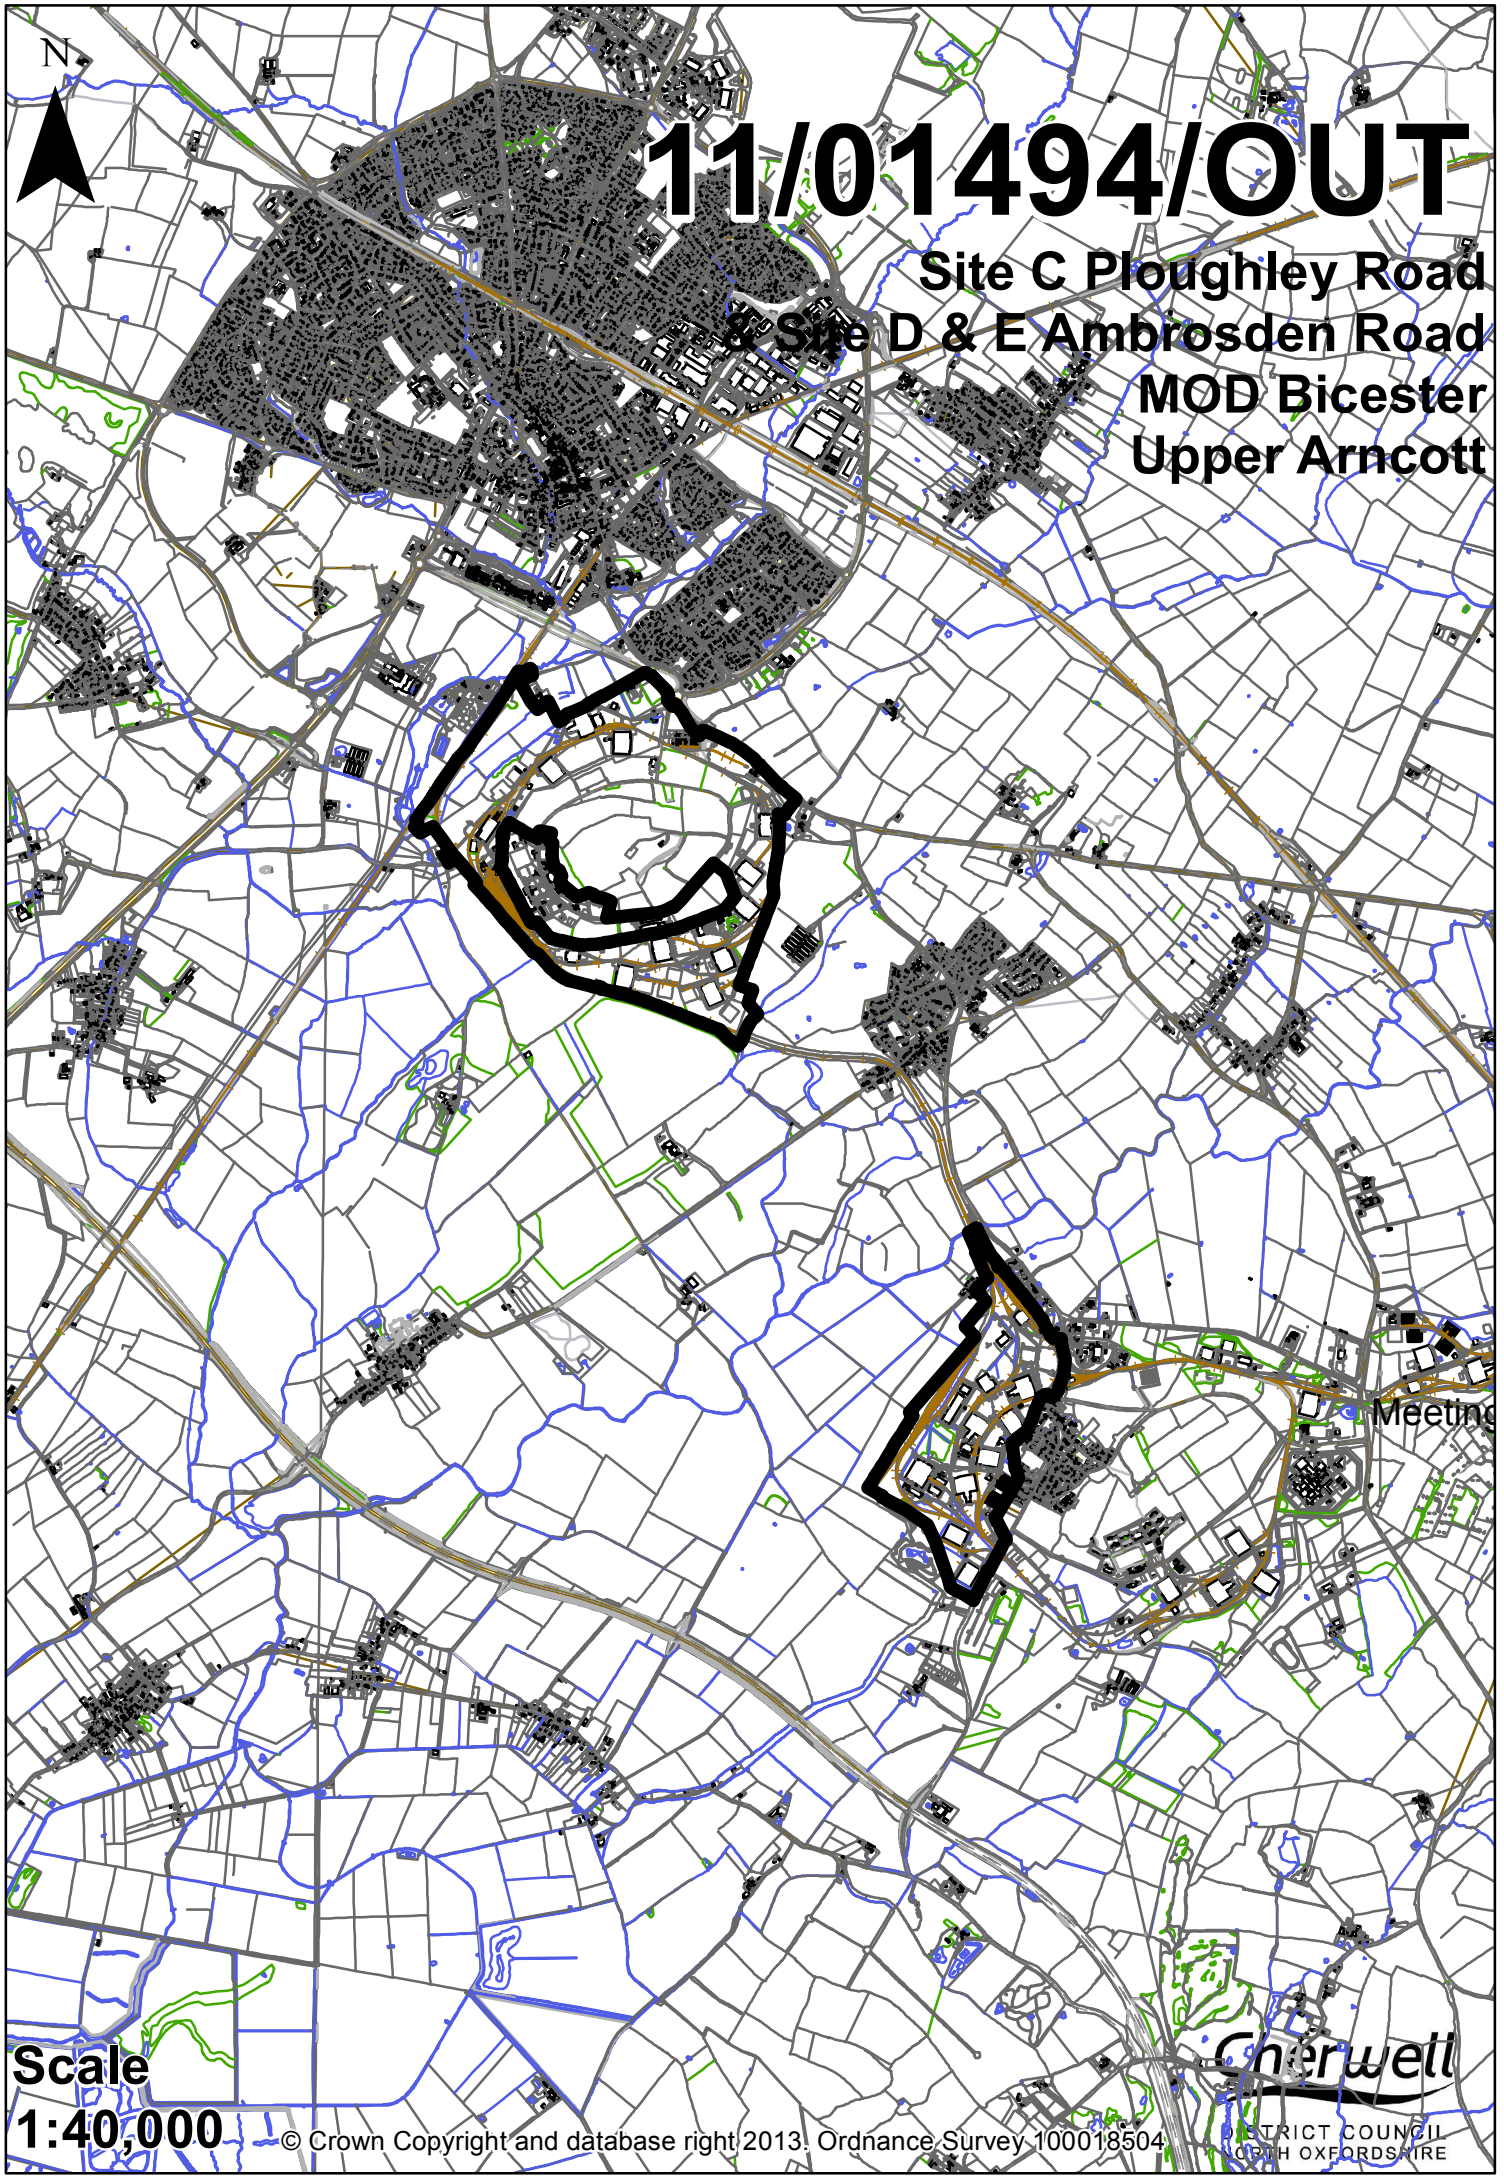 N
11/01494/OUT
Site C Ploughley Road
& Site D & E Ambrosden Road
MOD Bicester
Upper Arncott
Meeting
Scale
1:40,000
© Crown Copyright and database right 2013. Ordnance Survey 100018504
Cherwell
DISTRICT COUNCIL
NORTH OXFORDSHIRE